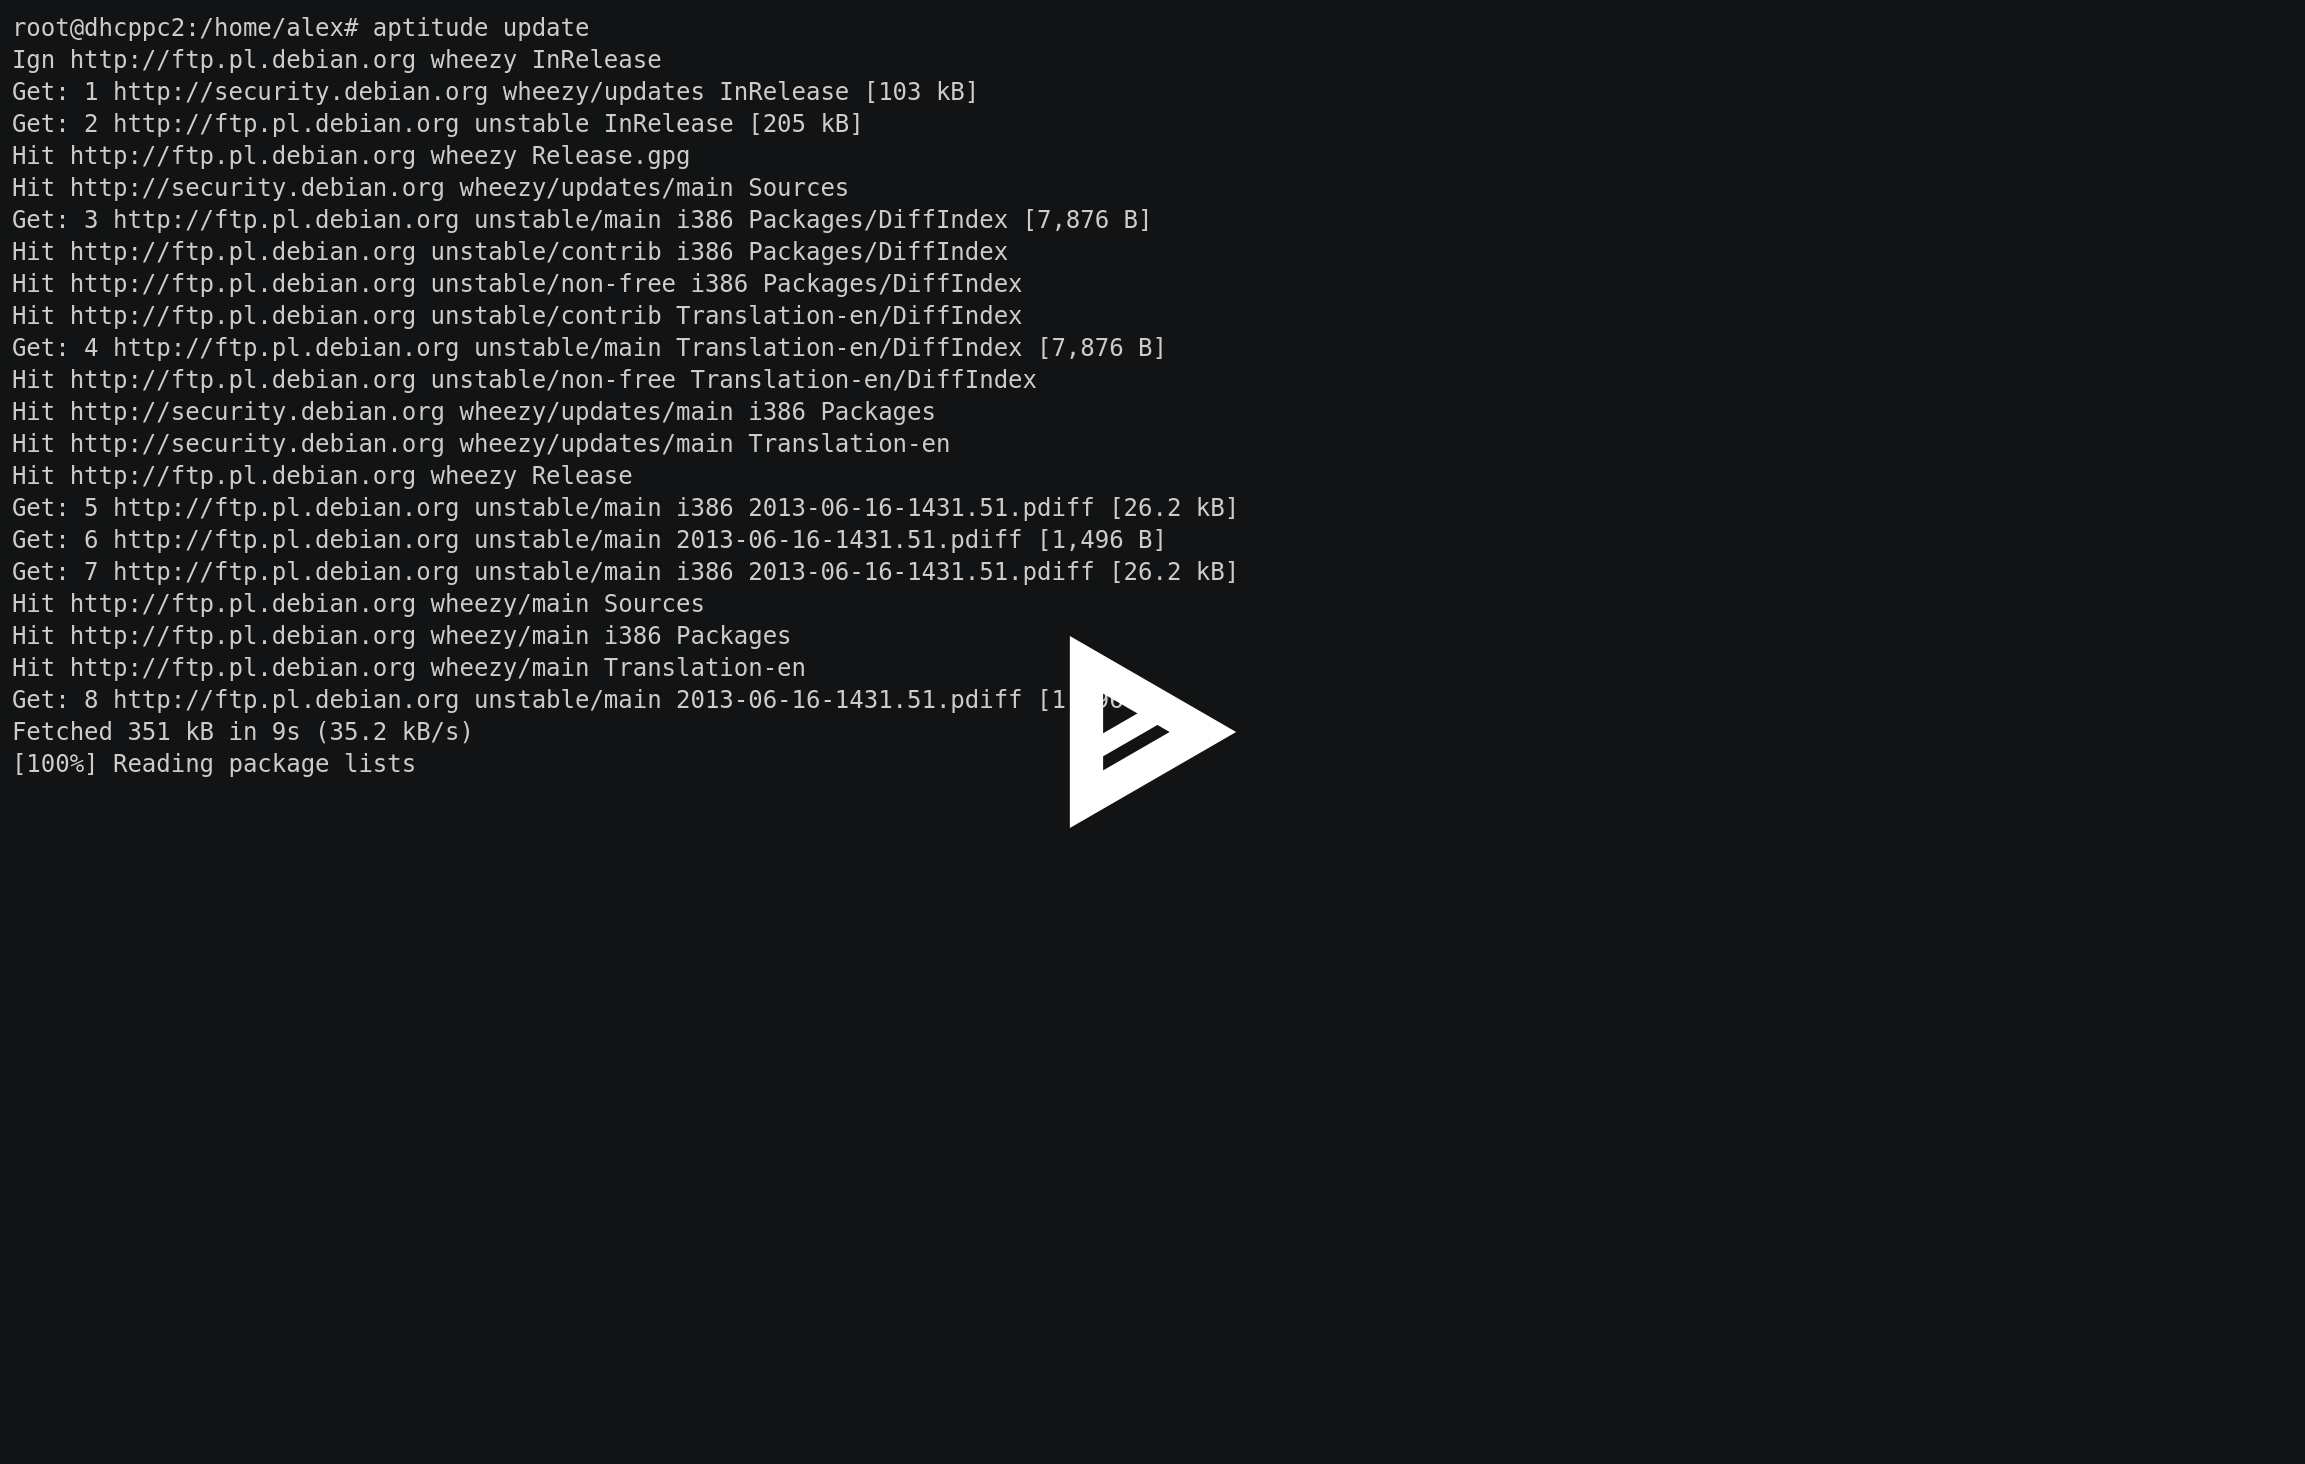 root@dhcppc2:/home/alex# aptitude update
Ign http://ftp.pl.debian.org wheezy InRelease
Get: 1 http://security.debian.org wheezy/updates InRelease [103 kB]
Get: 2 http://ftp.pl.debian.org unstable InRelease [205 kB]
Hit http://ftp.pl.debian.org wheezy Release.gpg
Hit http://security.debian.org wheezy/updates/main Sources
Get: 3 http://ftp.pl.debian.org unstable/main i386 Packages/DiffIndex [7,876 B]
Hit http://ftp.pl.debian.org unstable/contrib i386 Packages/DiffIndex
Hit http://ftp.pl.debian.org unstable/non-free i386 Packages/DiffIndex
Hit http://ftp.pl.debian.org unstable/contrib Translation-en/DiffIndex
Get: 4 http://ftp.pl.debian.org unstable/main Translation-en/DiffIndex [7,876 B]
Hit http://ftp.pl.debian.org unstable/non-free Translation-en/DiffIndex
Hit http://security.debian.org wheezy/updates/main i386 Packages
Hit http://security.debian.org wheezy/updates/main Translation-en
Hit http://ftp.pl.debian.org wheezy Release
Get: 5 http://ftp.pl.debian.org unstable/main i386 2013-06-16-1431.51.pdiff [26.2 kB]
Get: 6 http://ftp.pl.debian.org unstable/main 2013-06-16-1431.51.pdiff [1,496 B]
Get: 7 http://ftp.pl.debian.org unstable/main i386 2013-06-16-1431.51.pdiff [26.2 kB]
Hit http://ftp.pl.debian.org wheezy/main Sources
Hit http://ftp.pl.debian.org wheezy/main i386 Packages
Hit http://ftp.pl.debian.org wheezy/main Translation-en
Get: 8 http://ftp.pl.debian.org unstable/main 2013-06-16-1431.51.pdiff
Fetched 351 kB in 9s (35.2 kB/s)
[100%] Reading package lists